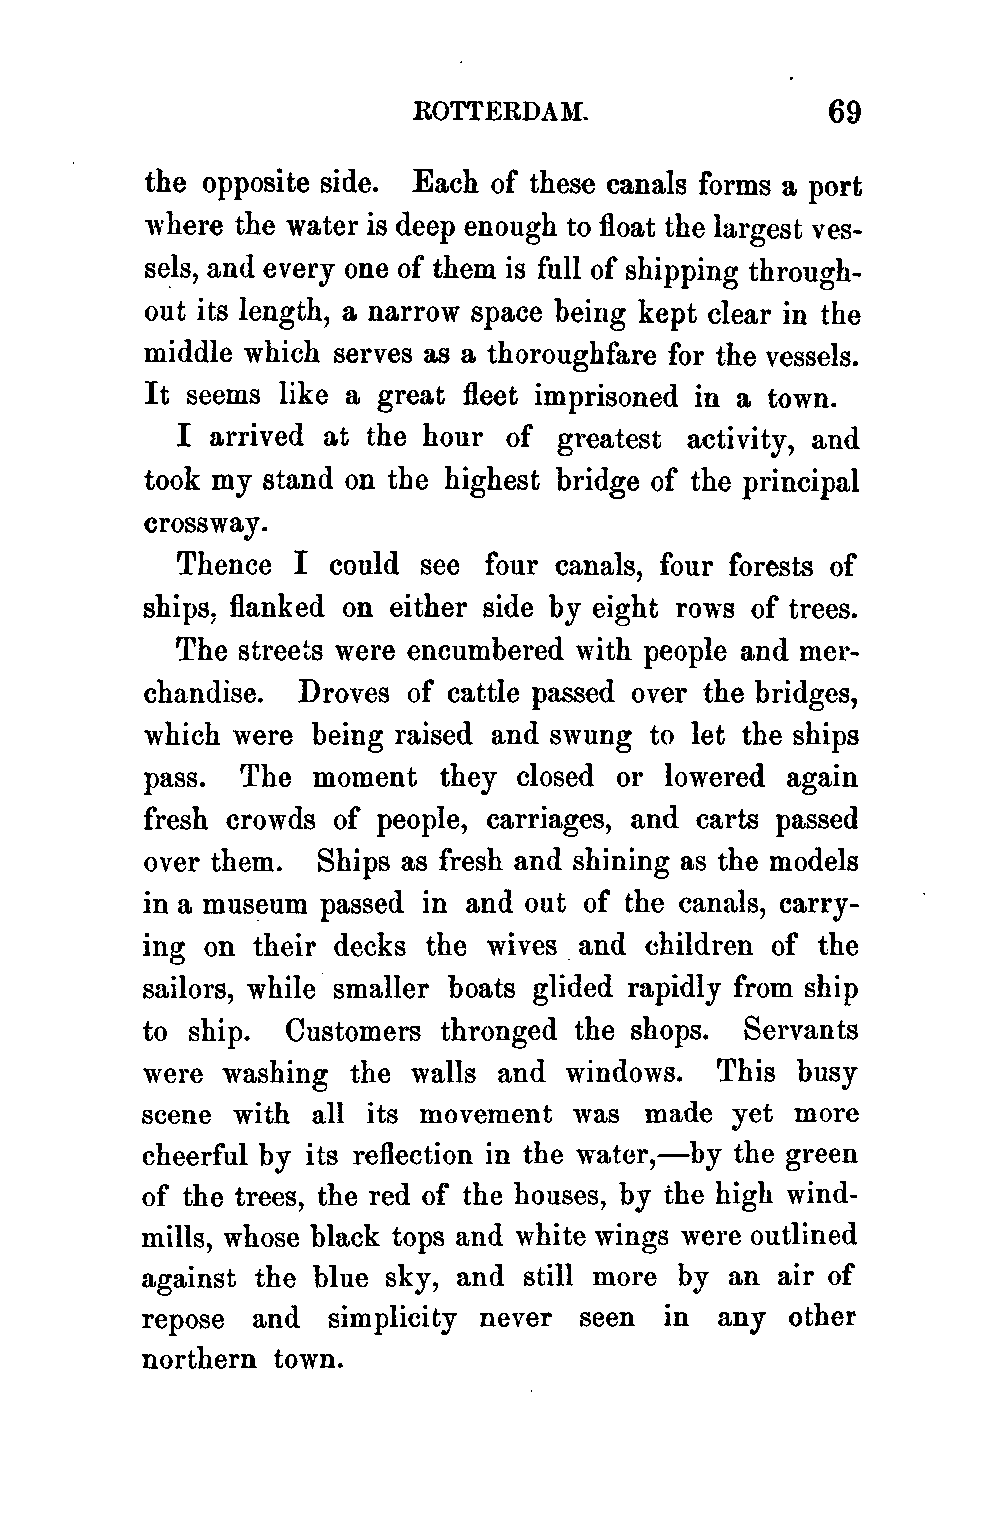 ROTTERDAM. 69
the opposite side. Each of these canals forms a port
where the water is deep enough to float the largest ves-
sels, and every one of them is full of shipping through-
out its length, a narrow space being kept clear in the
middle which serves as a thoroughfare for the vessels.
It seems like a great fleet imprisoned in a town.
I arrived at the hour of greatest activity, and
took my stand on the highest bridge of the principal
crossway.
Thence I could see four canals, four forests of
ships, flanked on either side by eight rows of trees.
The streets were encumbered with people and mer-
chandise. Droves of cattle passed over the bridges,
which were being raised and swung to let the ships
pass. The moment they closed or lowered again
fresh crowds of people, carriages, and carts passed
over them. Ships as fresh and shining as the models
in a museum passed in and out of the canals, carry-
ing on their decks the wives and children of the
sailors, while smaller boats glided rapidly from ship
to ship. Customers thronged the shops. Servants
were washing the walls and windows. This busy
scene with all its movement was made yet more
cheerful by its reflection in the water,—by the green
of the trees, the red of the houses, by the high wind-
mills, whose black tops and white wings were outlined
against the blue sky, and still more by an air of
repose and simplicity never seen in any other
northern town.